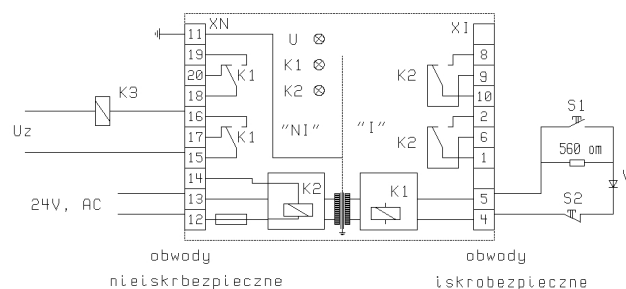 XN
XI
11
19
20
K1
18
K3
16
17
K1
15
14
13
12
Uz
24V, AC
U
K1
K2
"NI"
"I"
K2
K1
K2
8
9
10
K2
2
6
1
5
4
S1
560 om
S2
V
obwody
nieiskrbezpieczne
obwody
iskrobezpieczne